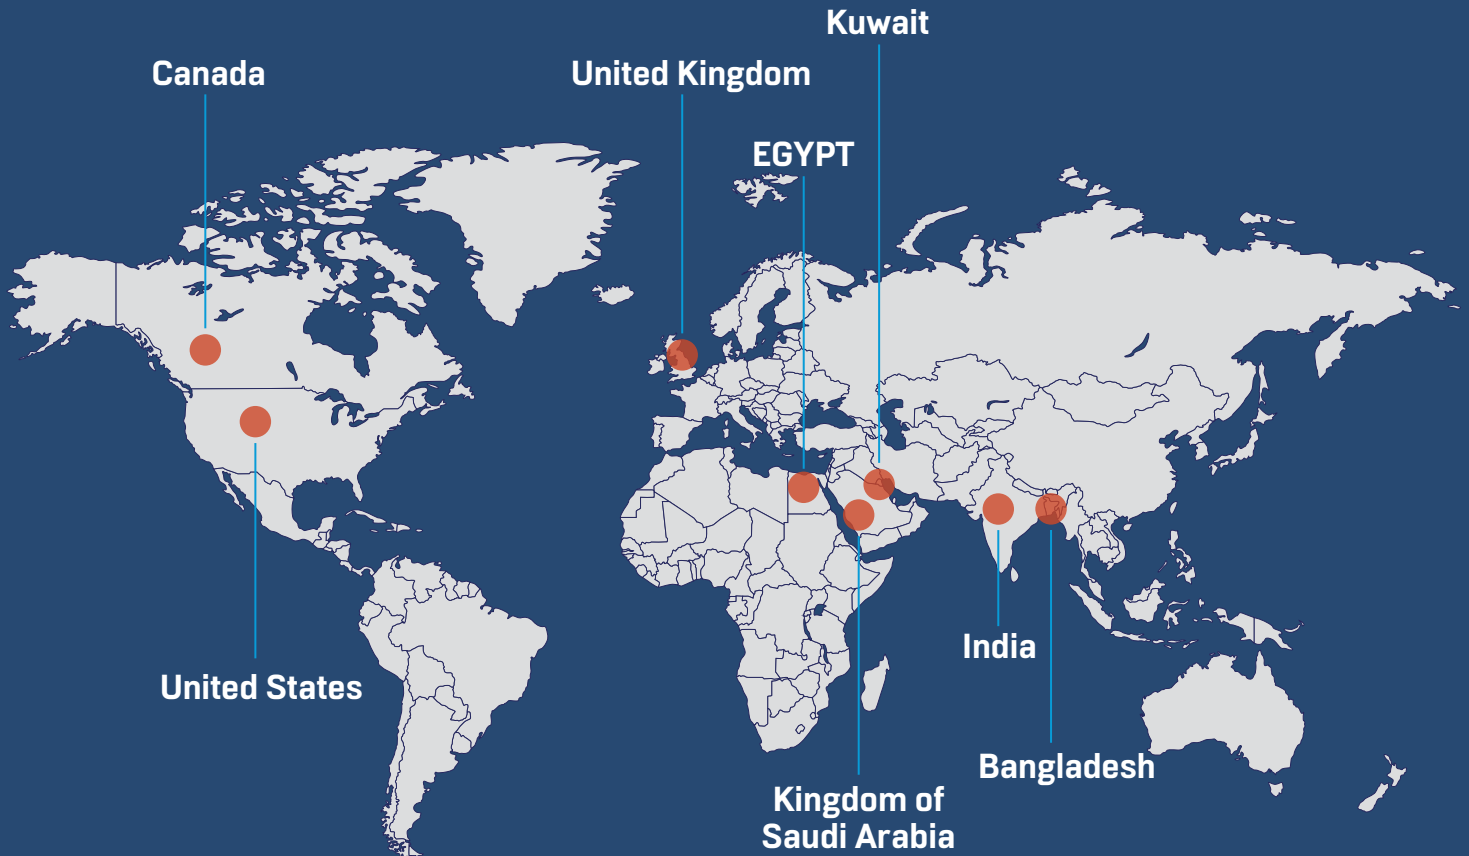 Kuwait
Canada
United Kingdom
EGYPT
India
United States
Bangladesh
Kingdom of
Saudi Arabia